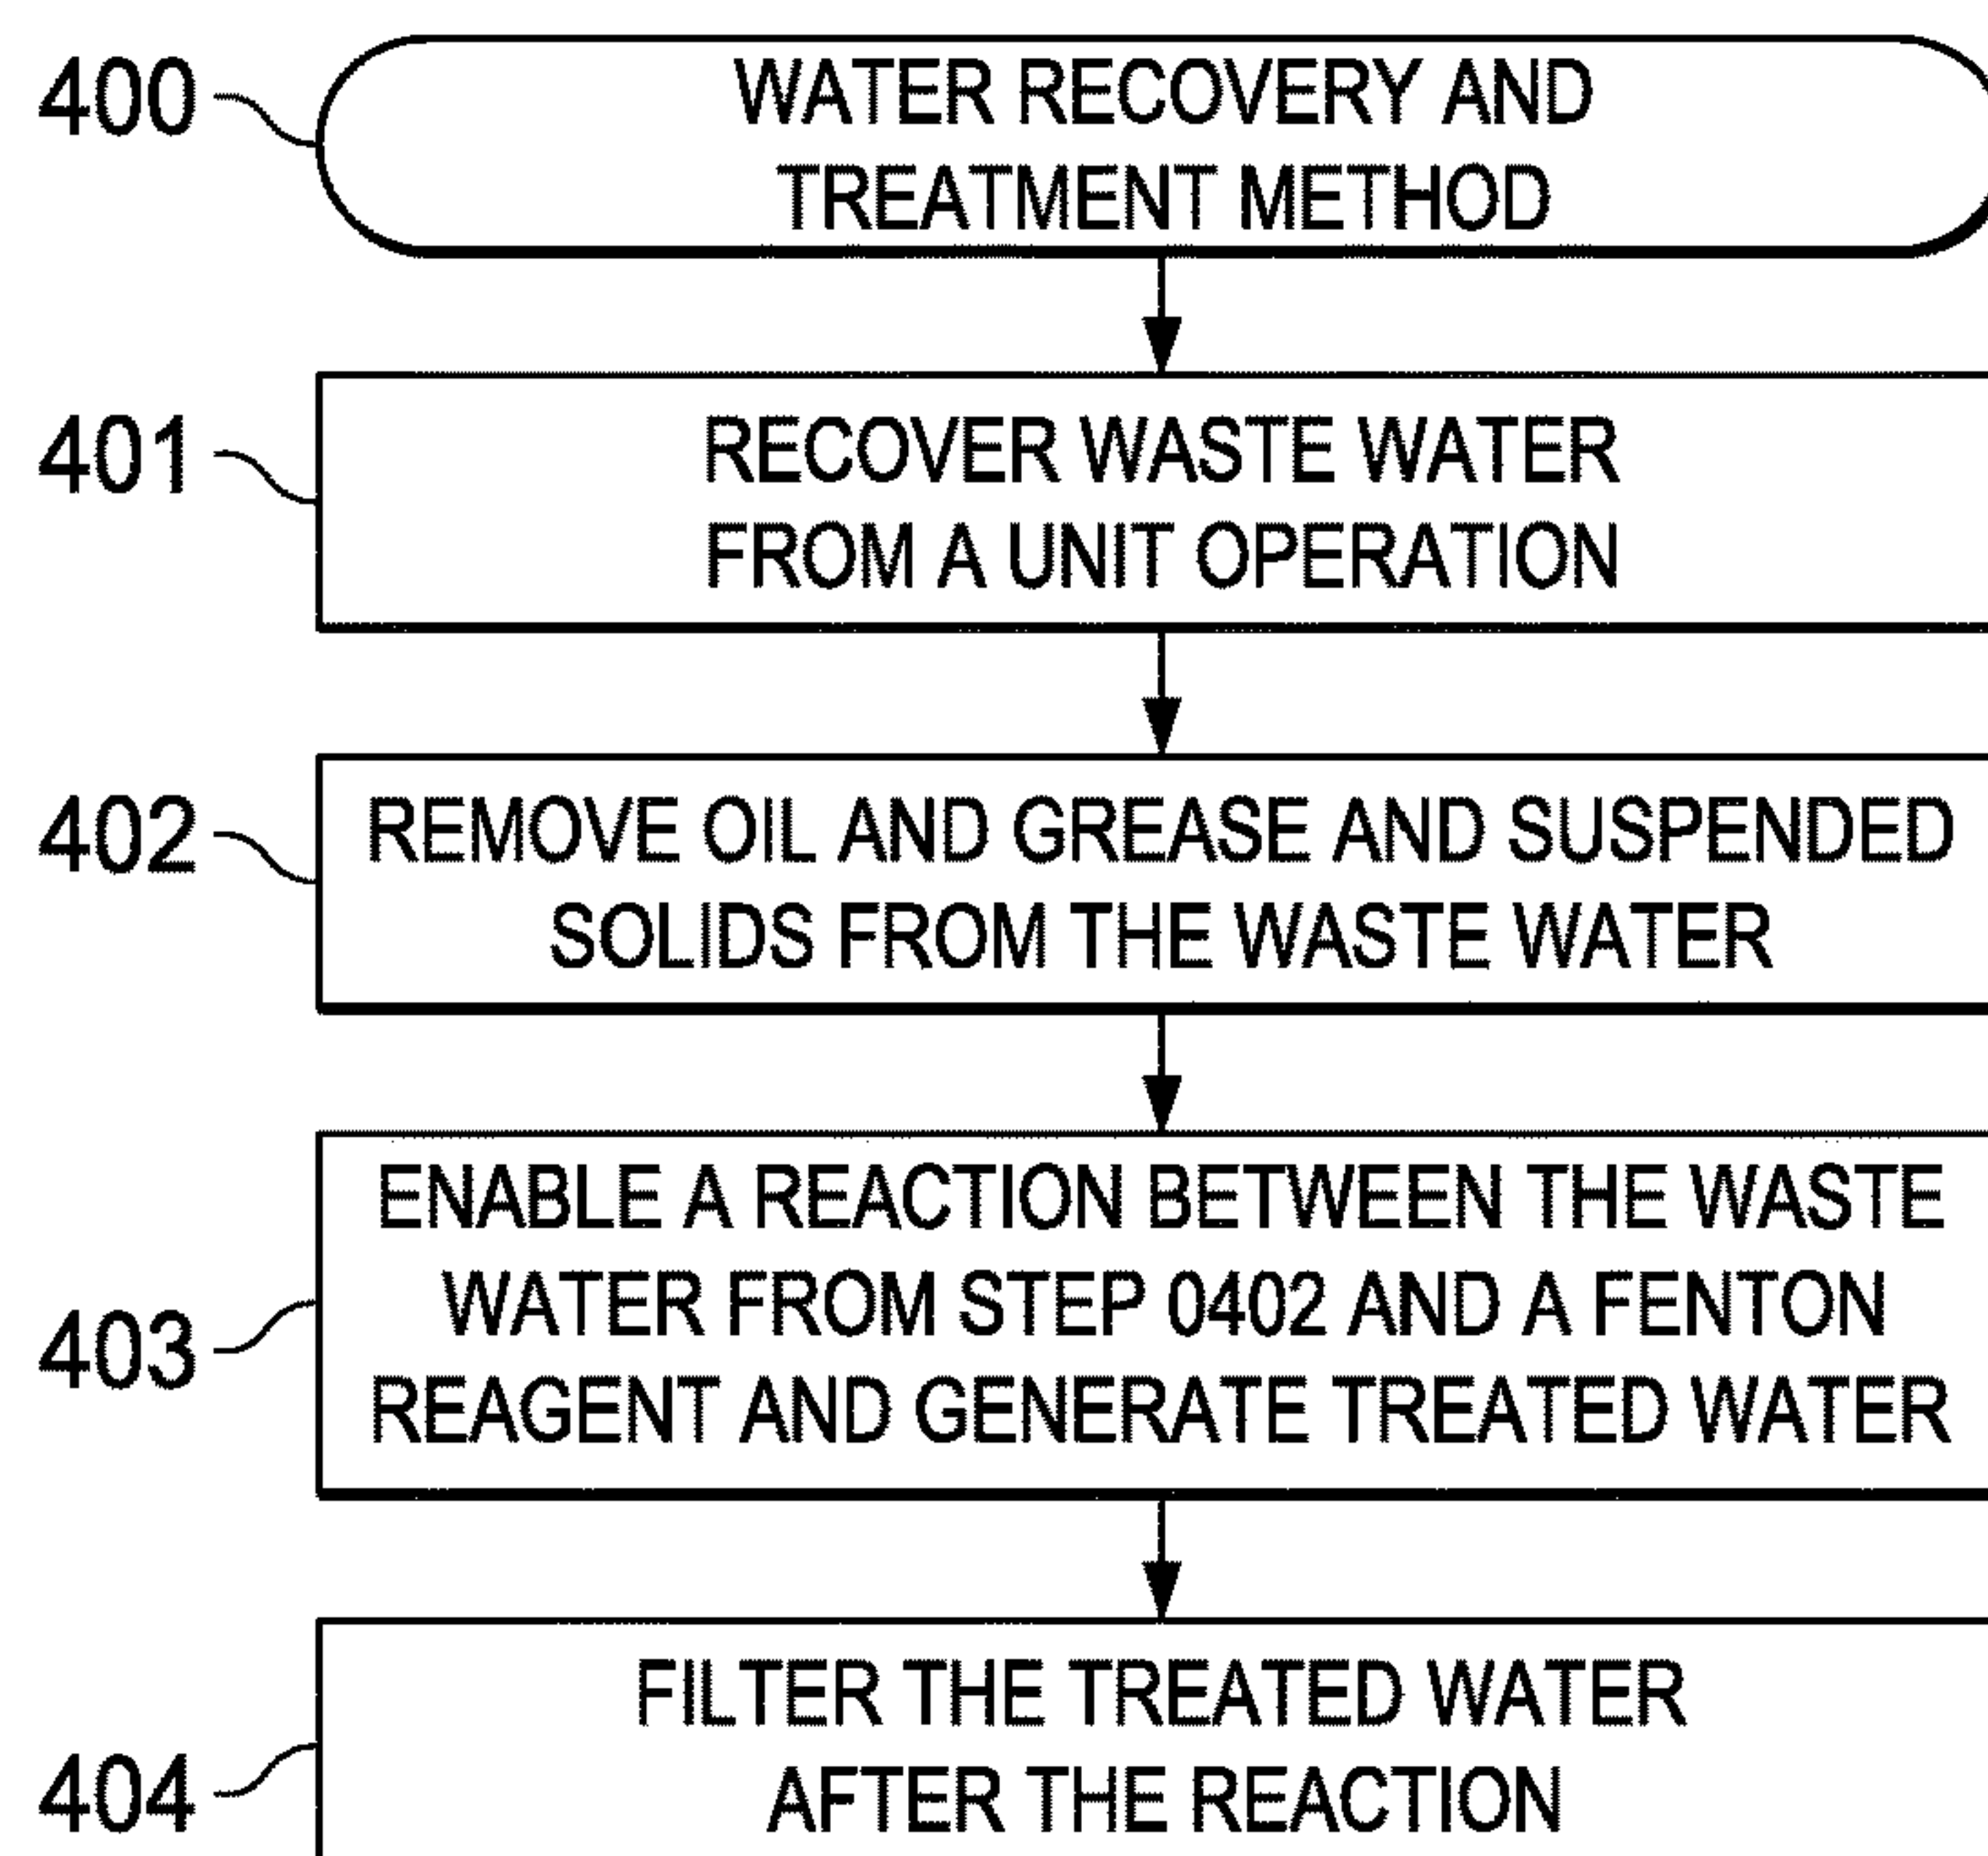 400
WATER RECOVERY AND
TREATMENT METHOD
401
RECOVER WASTE WATER
FROM A UNIT OPERATION
402
REMOVE OIL AND GREASE AND SUSPENDED
SOLIDS FROM THE WASTE WATER
403
ENABLE A REACTION BETWEEN THE WASTE
WATER FROM STEP 0402 AND A FENTON
REAGENT AND GENERATE TREATED WATER
404
FILTER THE TREATED WATER
AFTER THE REACTION